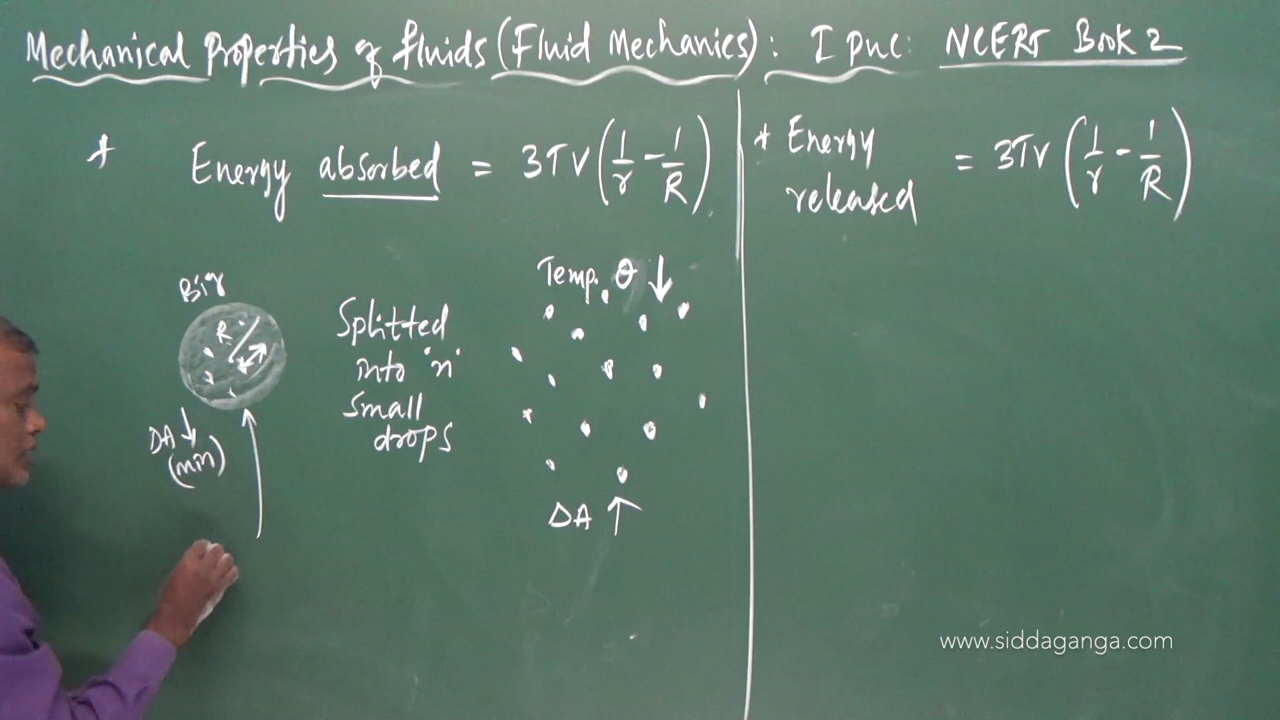 Mechanical Properties of fluids (Fluid Mechanics) : I PUC : NCERT Book 2
* Energy absorbed = 3TV (1/r - 1/R)
* Energy released = 3TV (1/r - 1/R)
Big
R
ΔA ↓
(min)
Splitted
into 'n'
small
drops
Temp. θ ↓
ΔA ↑
www.siddaganga.com